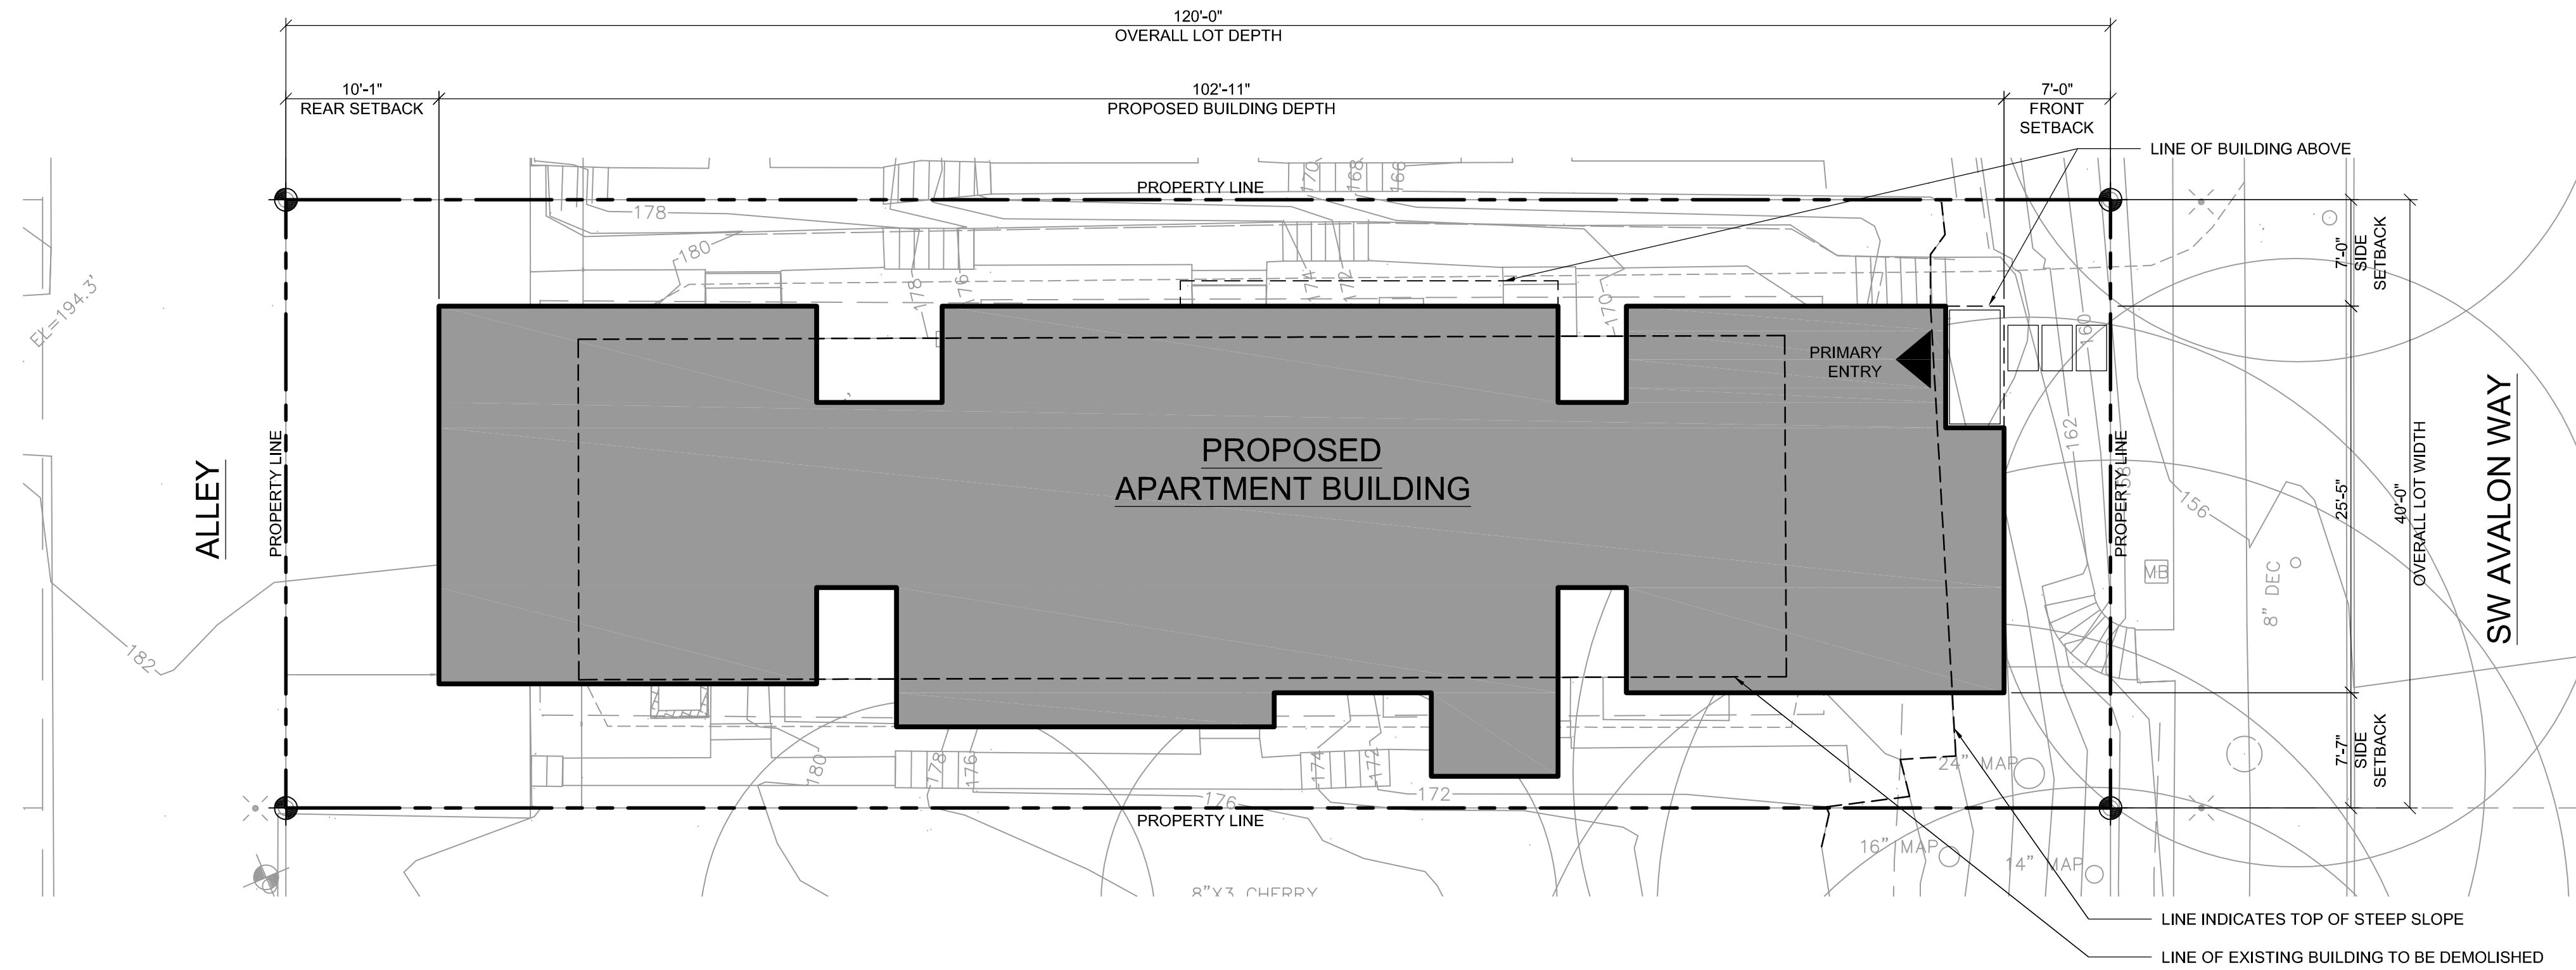 120'-0"
OVERALL LOT DEPTH
10'-1"
REAR SETBACK
102'-11"
PROPOSED BUILDING DEPTH
7'-0"
FRONT
SETBACK
LINE OF BUILDING ABOVE
PROPERTY LINE
170
168
166
178
180
178
176
174
172
170
EL=194.3'
7'-0"
SIDE
SETBACK
160
PRIMARY
ENTRY
PROPOSED
APARTMENT BUILDING
ALLEY
PROPERTY LINE
162
158
PROPERTY LINE
156
25'-5"
40'-0"
OVERALL LOT WIDTH
SW AVALON WAY
MB
8" DEC
182
180
178
176
174
172
176
172
24" MAP
7'-7"
SIDE
SETBACK
PROPERTY LINE
16" MAP
14" MAP
8"X3 CHERRY
LINE INDICATES TOP OF STEEP SLOPE
LINE OF EXISTING BUILDING TO BE DEMOLISHED